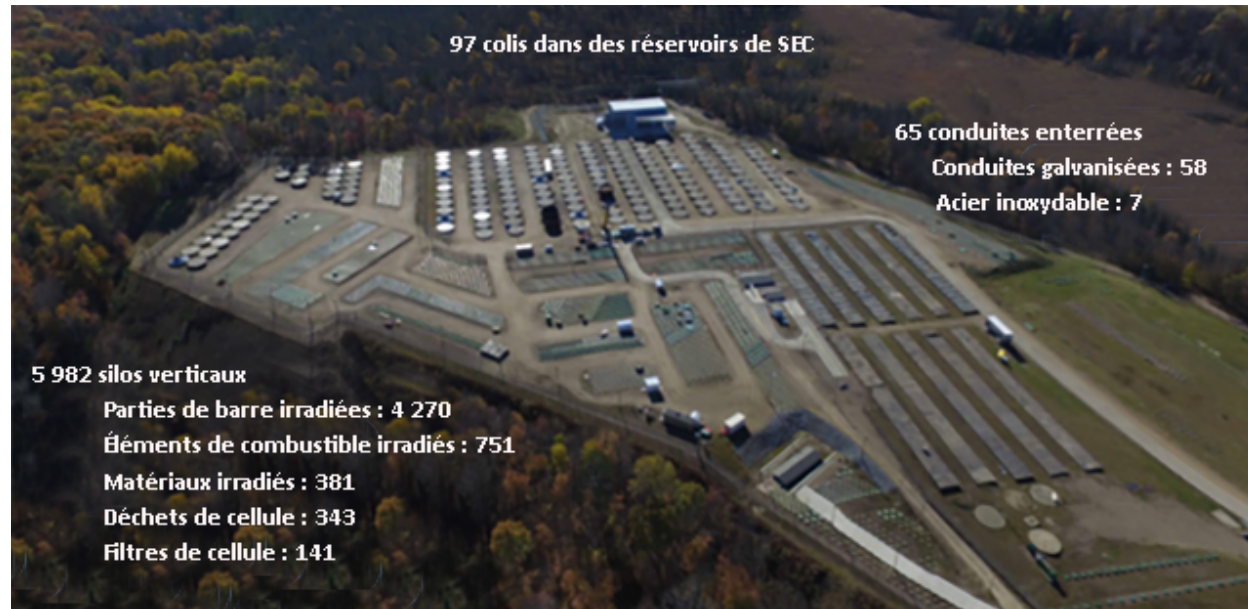 97 colis dans des réservoirs de SEC
65 conduites enterrées
Conduites galvanisées : 58
Acier inoxydable : 7
5 982 silos verticaux
Parties de barre irradiées : 4 270
Éléments de combustible irradiés : 751
Matériaux irradiés : 381
Déchets de cellule : 343
Filtres de cellule : 141